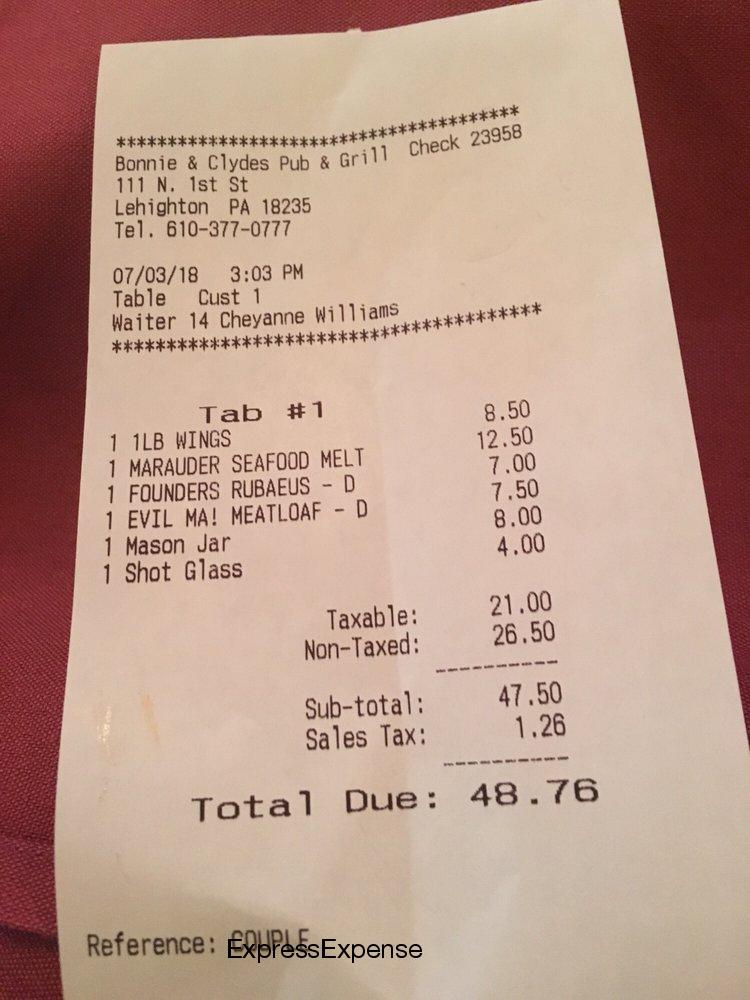 ****************************************
Bonnie & Clydes Pub & Grill Check 23958
111 N. 1st St
Lehighton PA 18235
Tel. 610-377-0777
07/03/18 3:03 PM
Table Cust 1
Waiter 14 Cheyanne Williams
****************************************
Tab #1
1 1LB WINGS 8.50
1 MARAUDER SEAFOOD MELT 12.50
1 FOUNDERS RUBAEUS - D 7.00
1 EVIL MA! MEATLOAF - D 7.50
1 Mason Jar 8.00
1 Shot Glass 4.00
Taxable: 21.00
Non-Taxed: 26.50
----------
Sub-total: 47.50
Sales Tax: 1.26
----------
Total Due: 48.76
Reference: COUPLE
ExpressExpense